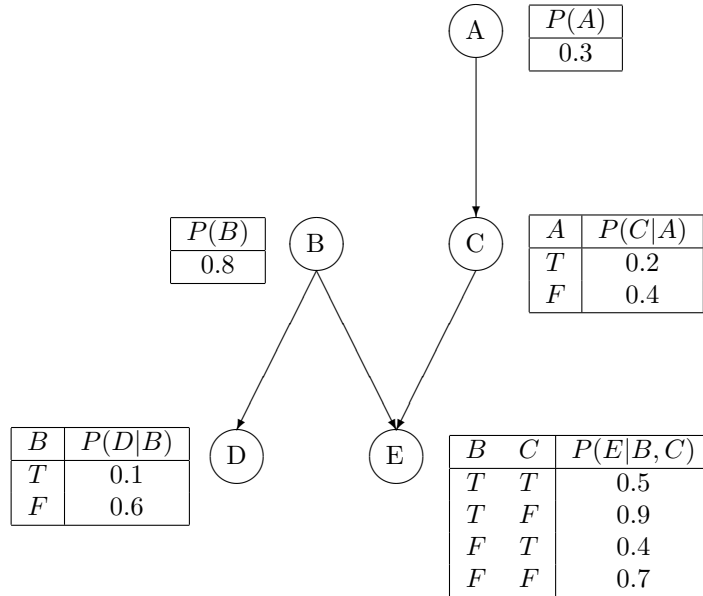 A
P(A)
0.3
P(B)
0.8
B
C
A P(C|A)
T 0.2
F 0.4
B P(D|B)
T 0.1
F 0.6
D
E
B C P(E|B, C)
T T 0.5
T F 0.9
F T 0.4
F F 0.7